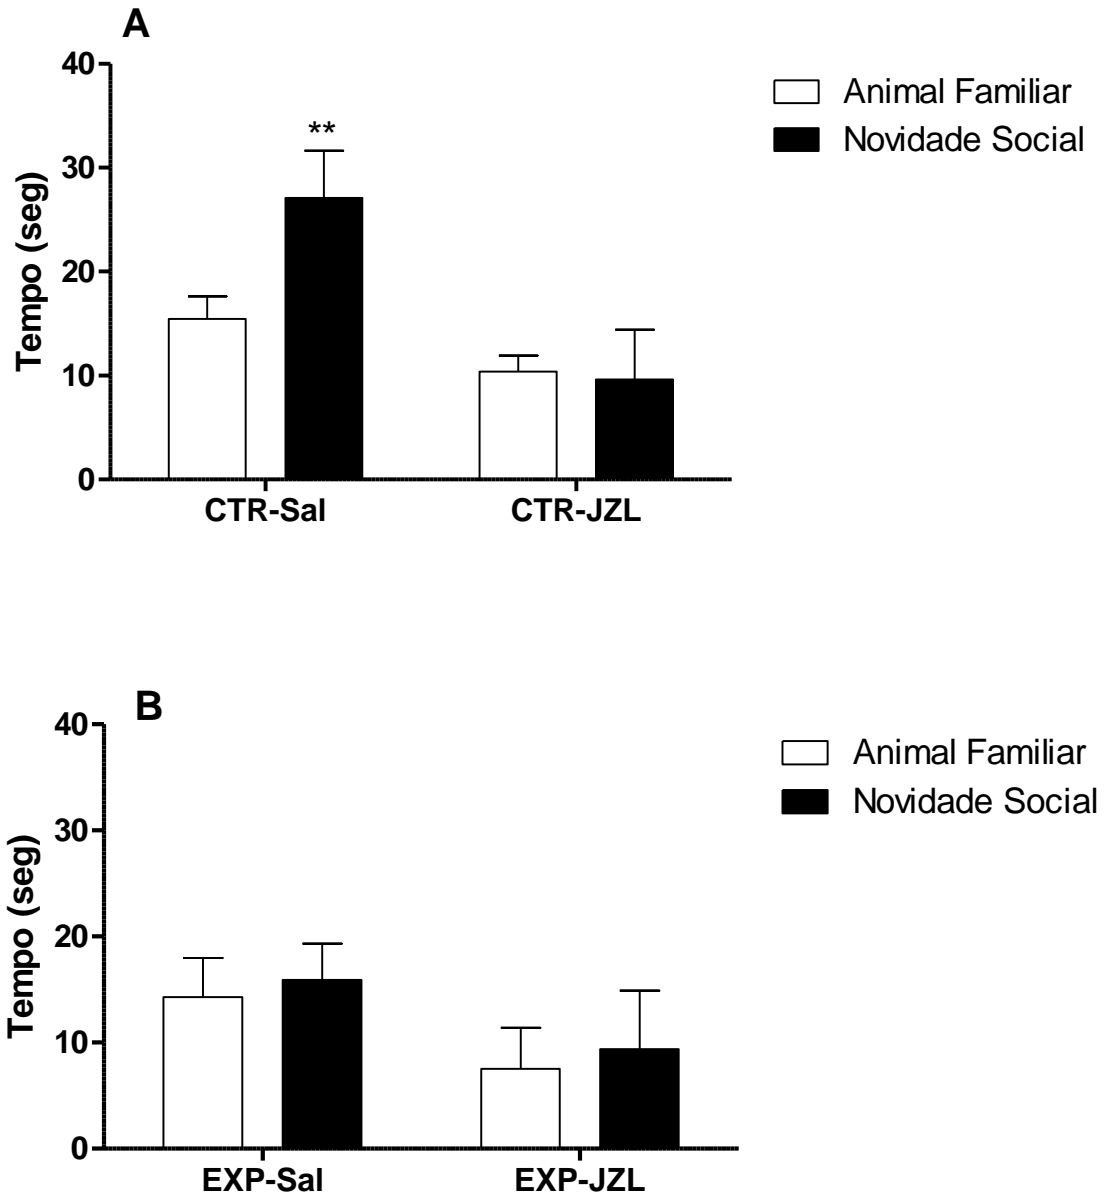 A
40
30
20
10
0
Tempo (seg)
**
Animal Familiar
Novidade Social
CTR-Sal
CTR-JZL
B
40
30
20
10
0
Tempo (seg)
Animal Familiar
Novidade Social
EXP-Sal
EXP-JZL